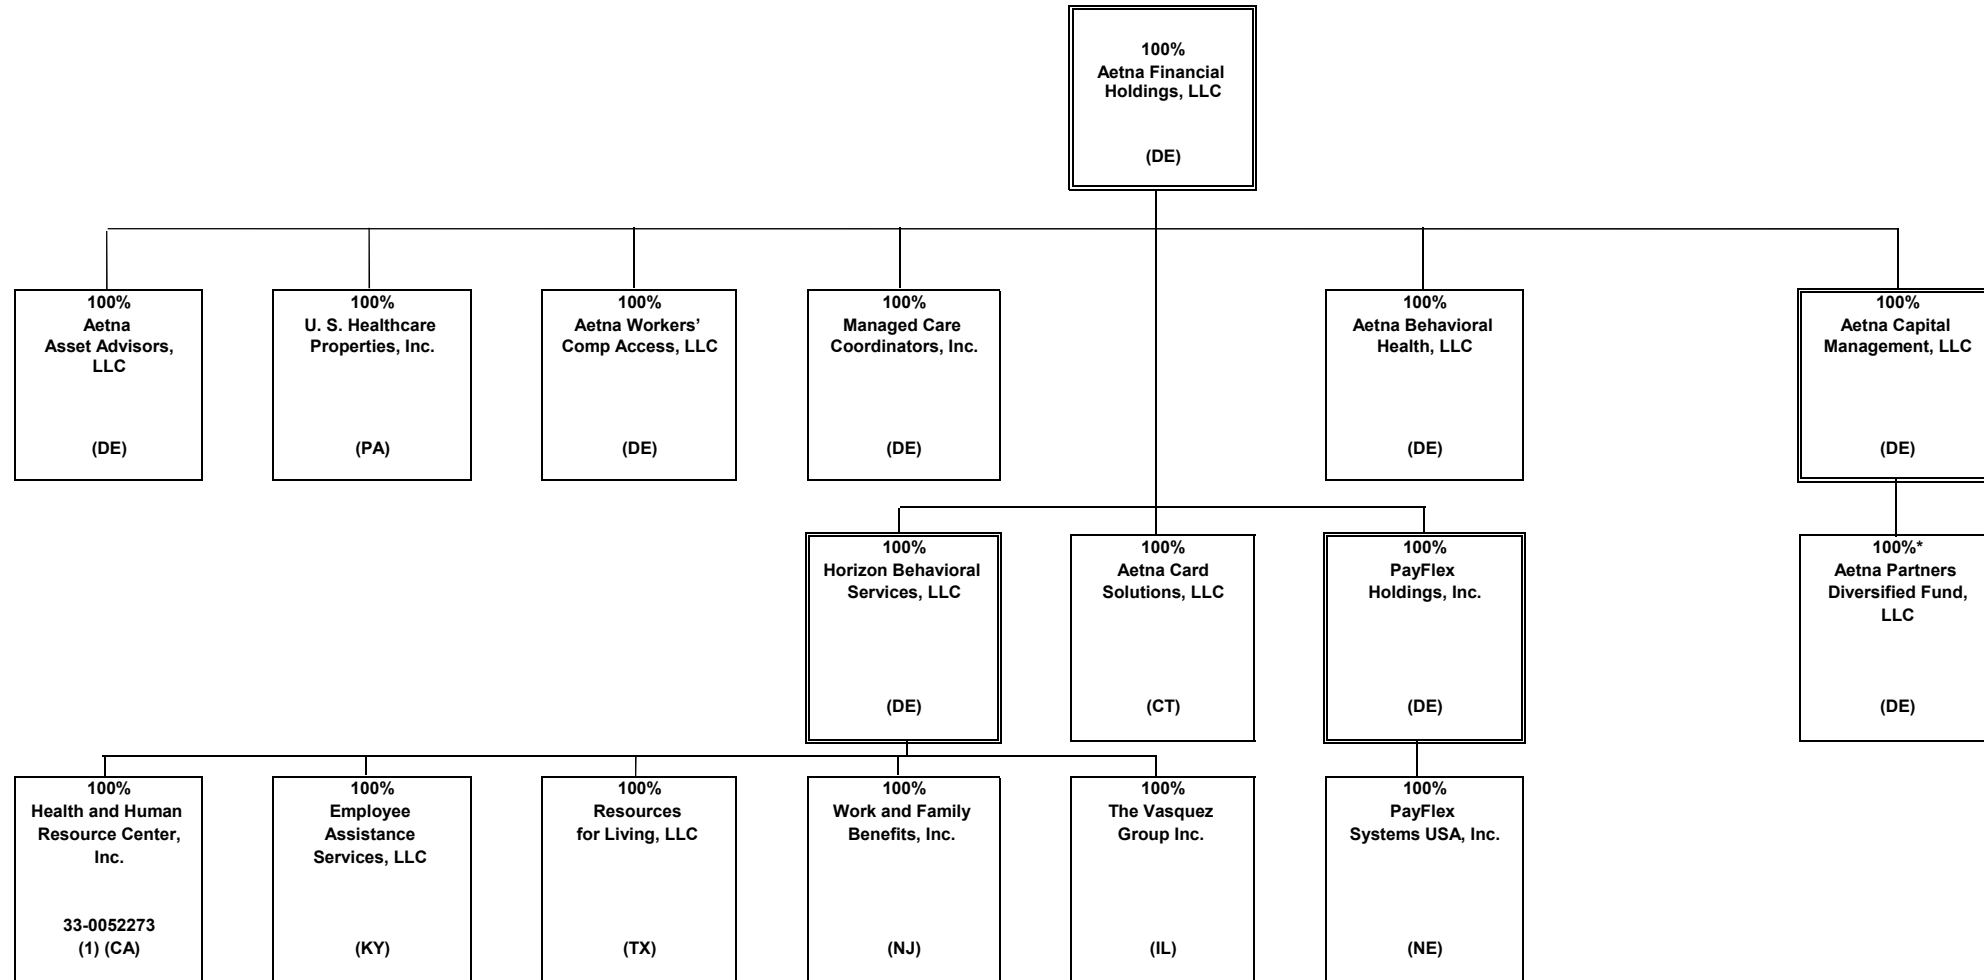 100%
Aetna Financial
Holdings, LLC
(DE)
100%
Aetna
Asset Advisors,
LLC
(DE)
100%
U. S. Healthcare
Properties, Inc.
(PA)
100%
Aetna Workers’
Comp Access, LLC
(DE)
100%
Managed Care
Coordinators, Inc.
(DE)
100%
Aetna Behavioral
Health, LLC
(DE)
100%
Aetna Capital
Management, LLC
(DE)
100%
Horizon Behavioral
Services, LLC
(DE)
100%
Aetna Card
Solutions, LLC
(CT)
100%
PayFlex
Holdings, Inc.
(DE)
100%*
Aetna Partners
Diversified Fund,
LLC
(DE)
100%
Health and Human
Resource Center,
Inc.
33-0052273
(1) (CA)
100%
Employee
Assistance
Services, LLC
(KY)
100%
Resources
for Living, LLC
(TX)
100%
Work and Family
Benefits, Inc.
(NJ)
100%
The Vasquez
Group Inc.
(IL)
100%
PayFlex
Systems USA, Inc.
(NE)